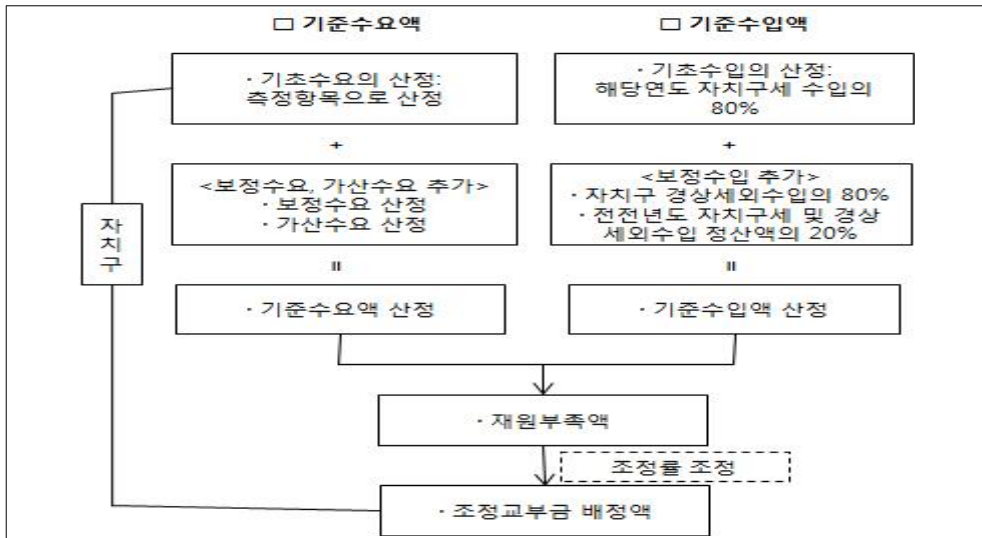 □ 기준수요액
□ 기준수입액
· 기초수요의 산정:
측정항목으로 산정
· 기초수입의 산정:
해당연도 자치구세 수입의
80%
+
+
<보정수요, 가산수요 추가>
· 보정수요 산정
· 가산수요 산정
<보정수입 추가>
· 자치구 경상세외수입의 80%
· 전전년도 자치구세 및 경상
세외수입 정산액의 20%
자
치
구
=
=
· 기준수요액 산정
· 기준수입액 산정
· 재원부족액
조정률 조정
· 조정교부금 배정액